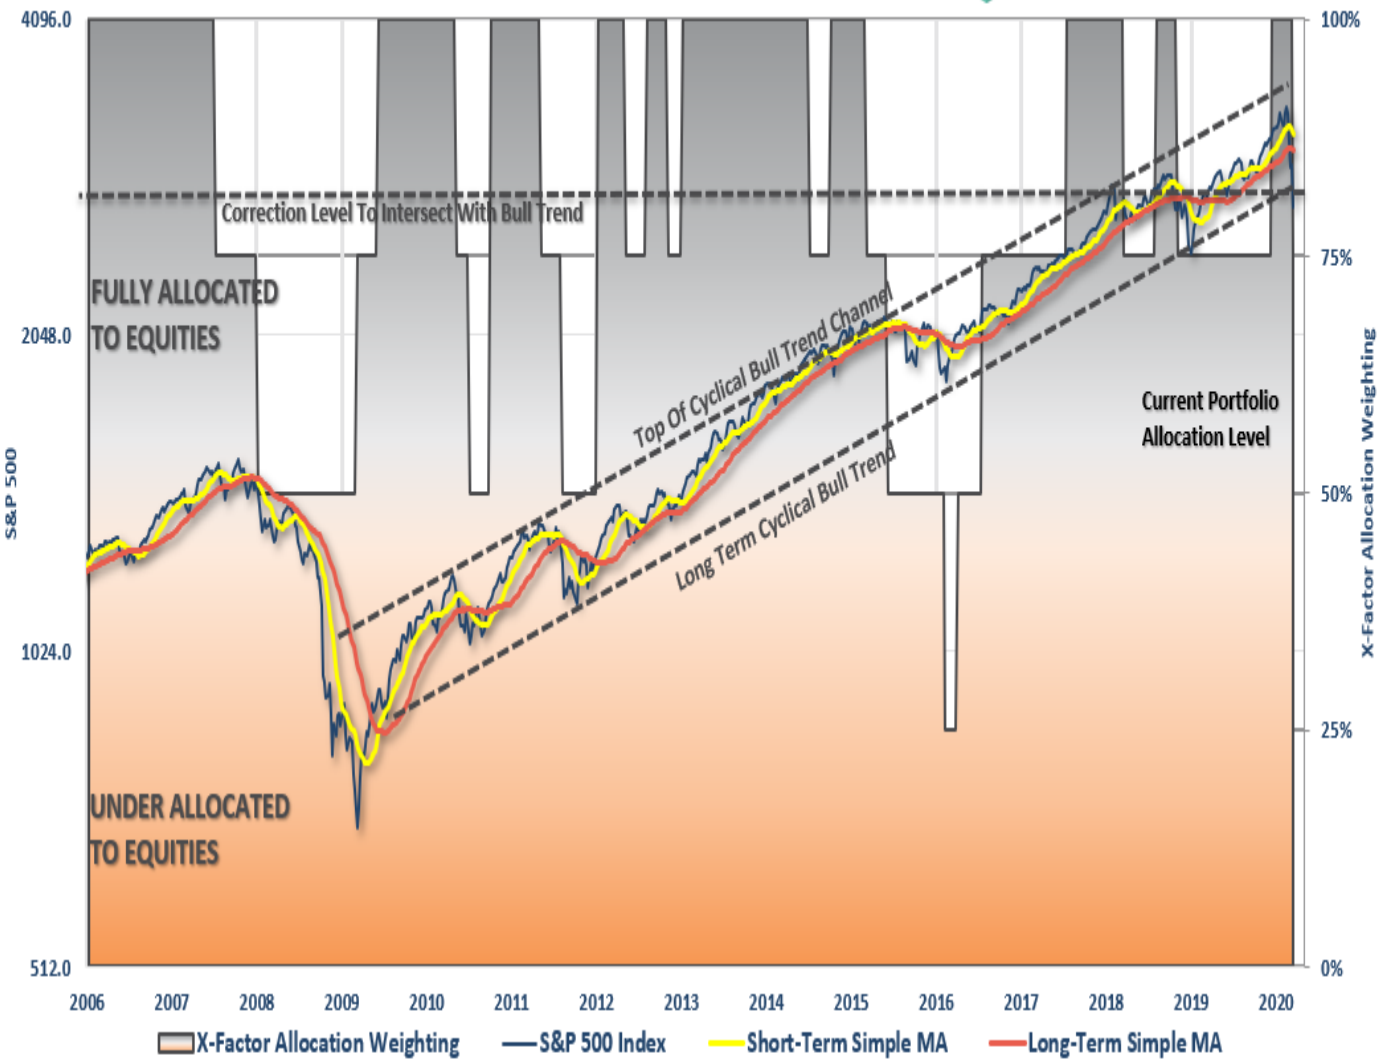 4096.0
100%
Correction Level To Intersect With Bull Trend
75%
FULLY ALLOCATED
TO EQUITIES
2048.0
Top Of Cyclical Bull Trend Channel
Current Portfolio
Allocation Level
Long Term Cyclical Bull Trend
S&P 500
X-Factor Allocation Weighting
50%
1024.0
25%
UNDER ALLOCATED
TO EQUITIES
512.0
0%
2006 2007 2008 2009 2010 2011 2012 2013 2014 2015 2016 2017 2018 2019 2020
X-Factor Allocation Weighting S&P 500 Index Short-Term Simple MA Long-Term Simple MA